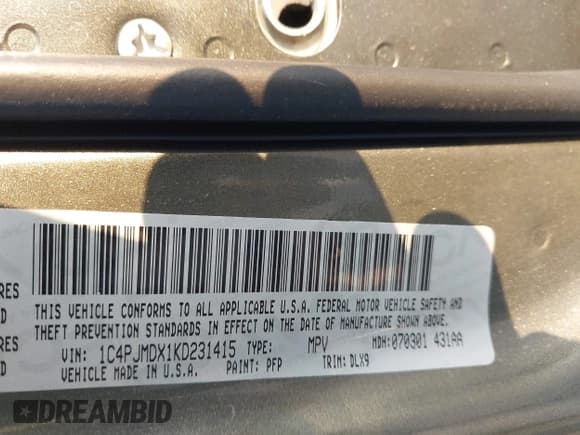 RES
D
THIS VEHICLE CONFORMS TO ALL APPLICABLE U.S.A. FEDERAL MOTOR VEHICLE SAFETY AND
THEFT PREVENTION STANDARDS IN EFFECT ON THE DATE OF MANUFACTURE SHOWN ABOVE.
RES
VIN: 1C4PJMDX1KD231415 TYPE: MPV MDH:070301 431AA
D
VEHICLE MADE IN U.S.A. PAINT: PFP TRIM: DLX9
DREAMBID